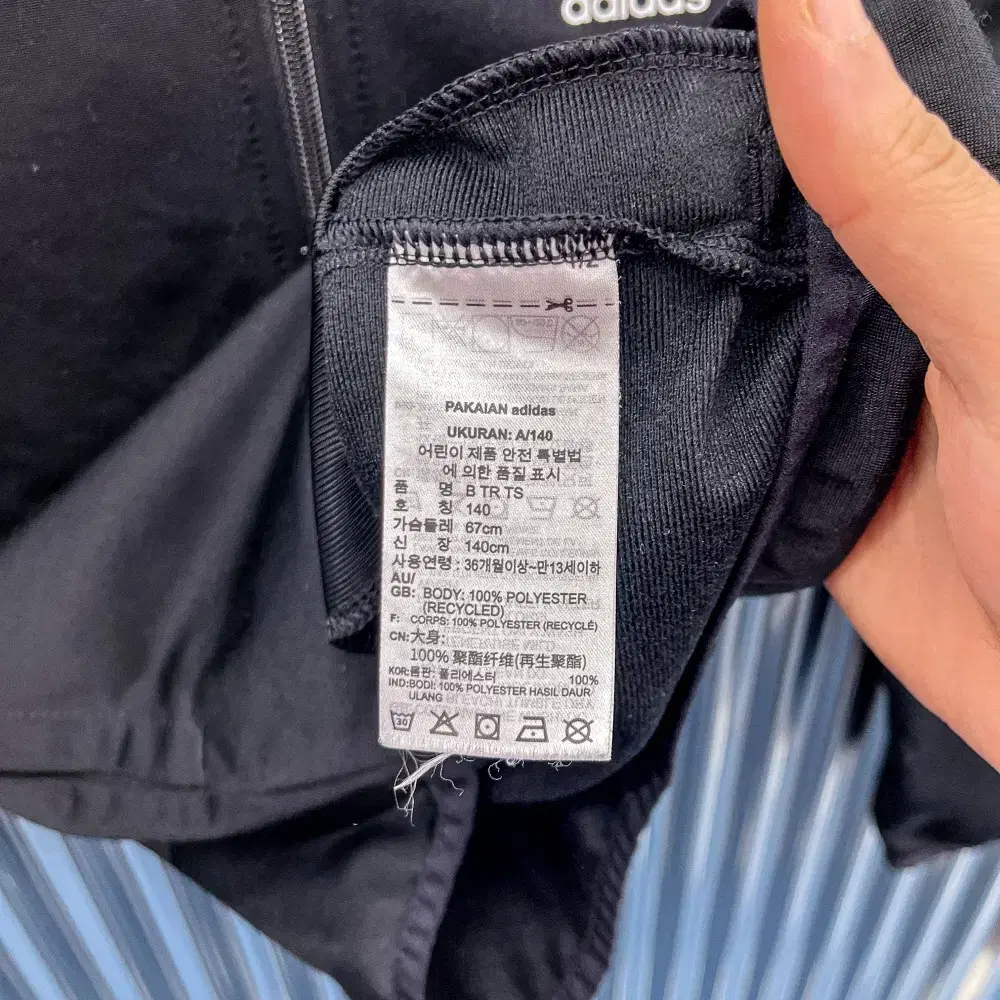 adidas
PAKAIAN adidas
UKURAN: A/140
어린이 제품 안전 특별법
에 의한 품질 표시
품 명 B TR TS
호 칭 140
가슴둘레 67cm
신 장 140cm
사용연령 : 36개월이상~만13세이하
AU/
GB: BODY: 100% POLYESTER
(RECYCLED)
F: CORPS: 100% POLYESTER (RECYCLÉ)
CN: 大身:
100% 聚酯纤维(再生聚酯)
KOR:몸판: 폴리에스터 100%
IND:BODI: 100% POLYESTER HASIL DAUR
ULANG
30